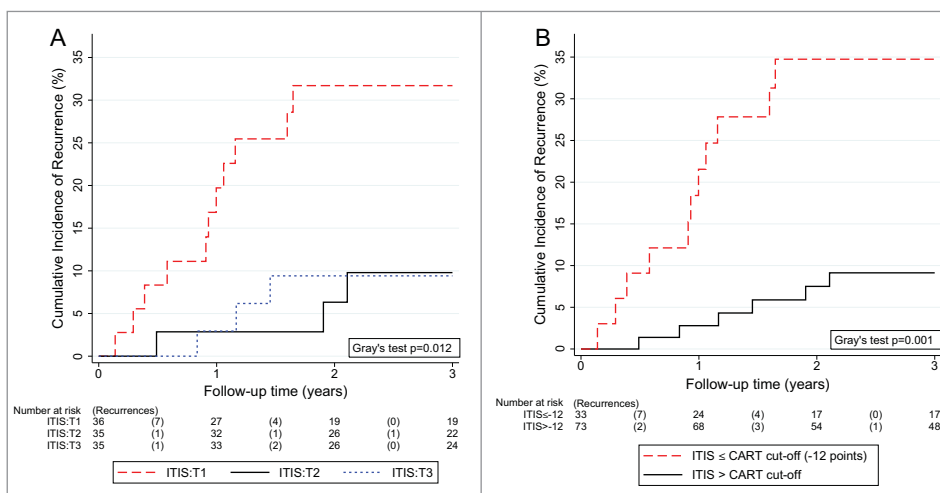 A
Cumulative Incidence of Recurrence (%)
35
30
25
20
15
10
5
0
Gray's test p=0.012
0 1 2 3
Follow-up time (years)
Number at risk (Recurrences)
ITIS:T1 36 (7) 27 (4) 19 (0) 19
ITIS:T2 35 (1) 32 (1) 26 (1) 22
ITIS:T3 35 (1) 33 (2) 26 (0) 24
ITIS:T1 ITIS:T2 ITIS:T3
B
Cumulative Incidence of Recurrence (%)
35
30
25
20
15
10
5
0
Gray's test p=0.001
0 1 2 3
Follow-up time (years)
Number at risk (Recurrences)
ITIS≤-12 33 (7) 24 (4) 17 (0) 17
ITIS>-12 73 (2) 68 (3) 54 (1) 48
ITIS ≤ CART cut-off (-12 points)
ITIS > CART cut-off